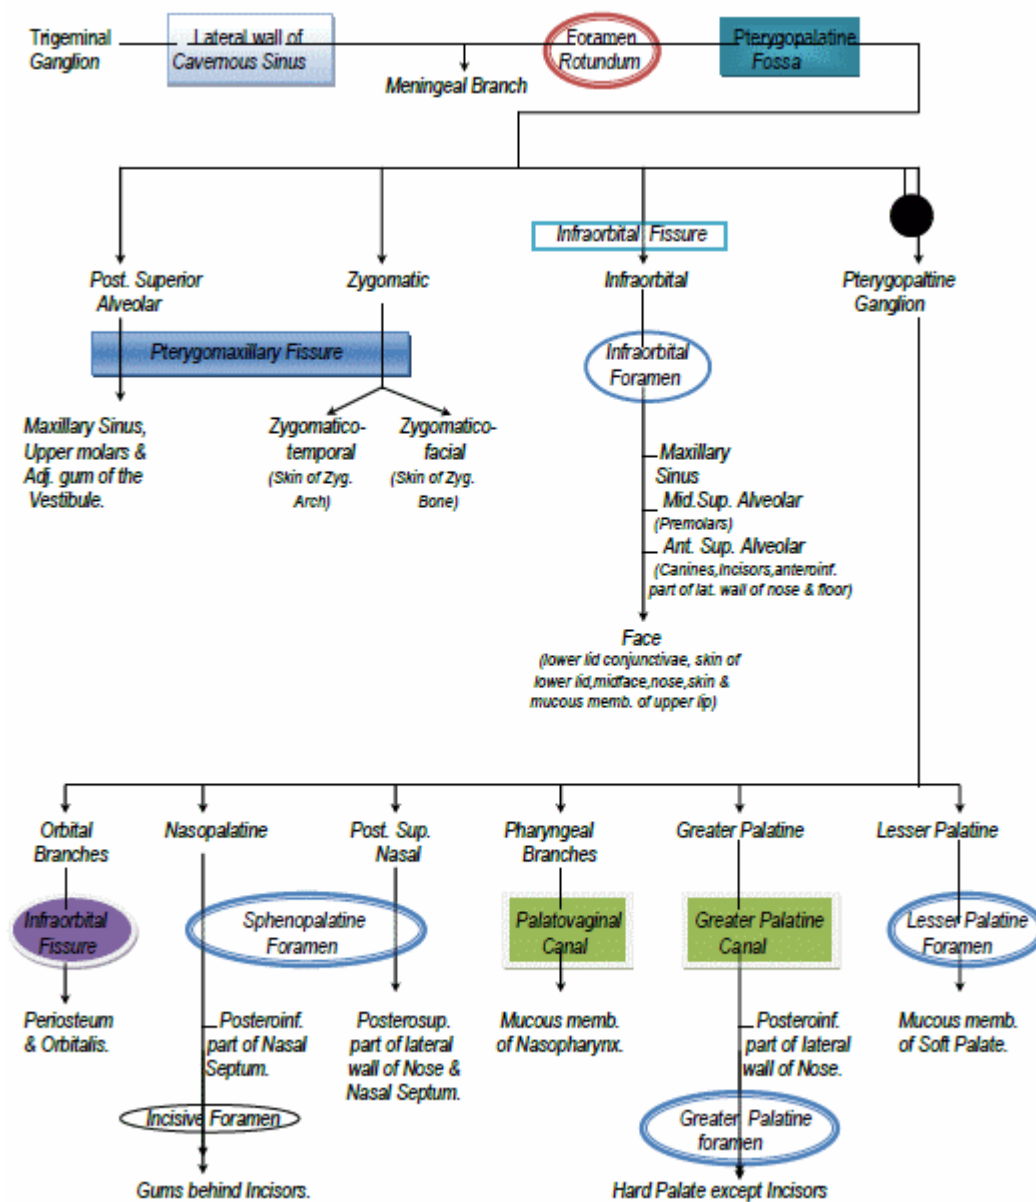 Trigeminal
Ganglion
Lateral wall of
Cavernous Sinus
Meningeal Branch
Foramen
Rotundum
Pterygopalatine
Fossa
Post. Superior
Alveolar
Zygomatic
Infraorbital Fissure
Infraorbital
Pterygopaltine
Ganglion
Pterygomaxillary Fissure
Infraorbital
Foramen
Maxillary Sinus,
Upper molars &
Adj. gum of the
Vestibule.
Zygomatico-
temporal
(Skin of Zyg.
Arch)
Zygomatico-
facial
(Skin of Zyg.
Bone)
Maxillary
Sinus
Mid.Sup. Alveolar
(Premolars)
Ant. Sup. Alveolar
(Canines,Incisors,anteroinf.
part of lat. wall of nose & floor)
Face
(lower lid conjunctivae, skin of
lower lid,midface,nose,skin &
mucous memb. of upper lip)
Orbital
Branches
Nasopalatine
Post. Sup.
Nasal
Pharyngeal
Branches
Greater Palatine
Lesser Palatine
Infraorbital
Fissure
Sphenopalatine
Foramen
Palatovaginal
Canal
Greater Palatine
Canal
Lesser Palatine
Foramen
Periosteum
& Orbitalis.
Posteroinf.
part of Nasal
Septum.
Posterosup.
part of lateral
wall of Nose &
Nasal Septum.
Mucous memb.
of Nasopharynx.
Posteroinf.
part of lateral
wall of Nose.
Mucous memb.
of Soft Palate.
Incisive Foramen
Greater Palatine
foramen
Gums behind Incisors.
Hard Palate except Incisors